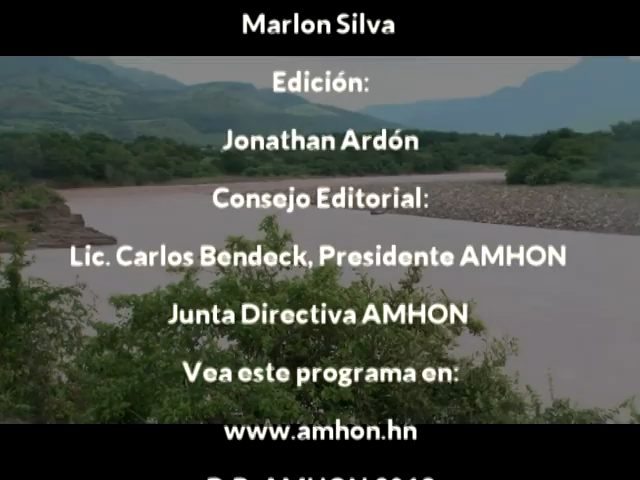 Marlon Silva
Edición:
Jonathan Ardón
Consejo Editorial:
Lic. Carlos Bendeck, Presidente AMHON
Junta Directiva AMHON
Vea este programa en:
www.amhon.hn
AMHON